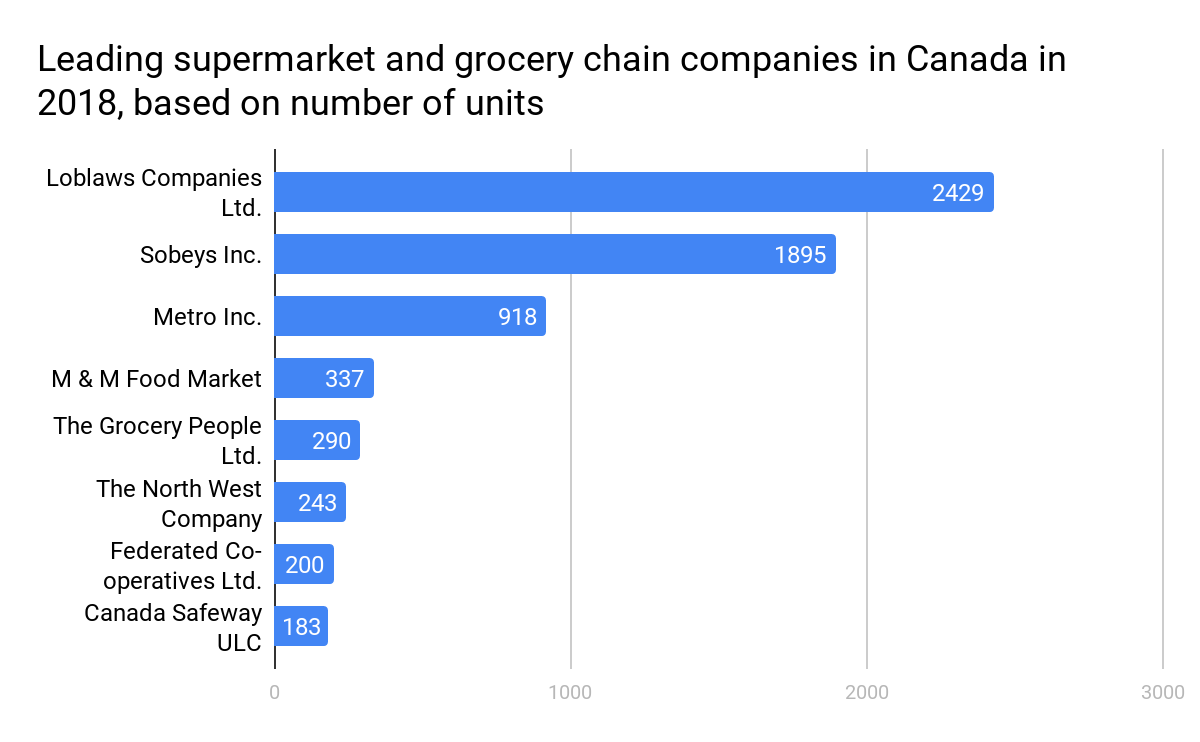 Leading supermarket and grocery chain companies in Canada in
2018, based on number of units
Loblaws Companies
Ltd.
2429
Sobeys Inc.
1895
Metro Inc.
918
M & M Food Market
337
The Grocery People
Ltd.
290
The North West
Company
243
Federated Co-
operatives Ltd.
200
Canada Safeway
ULC
183
0
1000
2000
3000